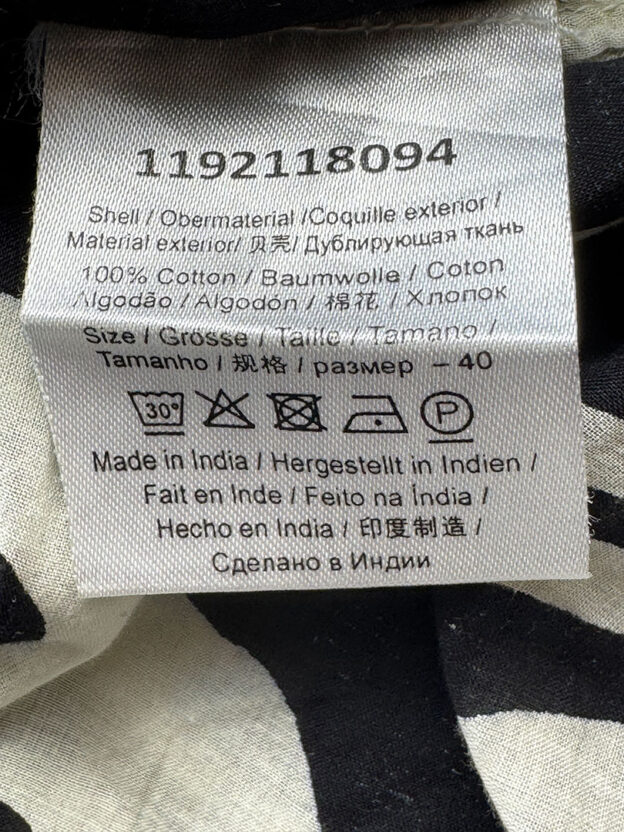 1192118094
Shell / Obermaterial /Coquille exterior /
Material exterior/ 贝壳/ Дублирующая ткань
100% Cotton / Baumwolle / Coton
Algodão / Algodón / 棉花 / Хлопок
Size / Grösse / Taille / Tamano /
Tamanho / 规格 / размер – 40
30° P
Made in India / Hergestellt in Indien /
Fait en Inde / Feito na Índia /
Hecho en India / 印度制造 /
Сделано в Индии